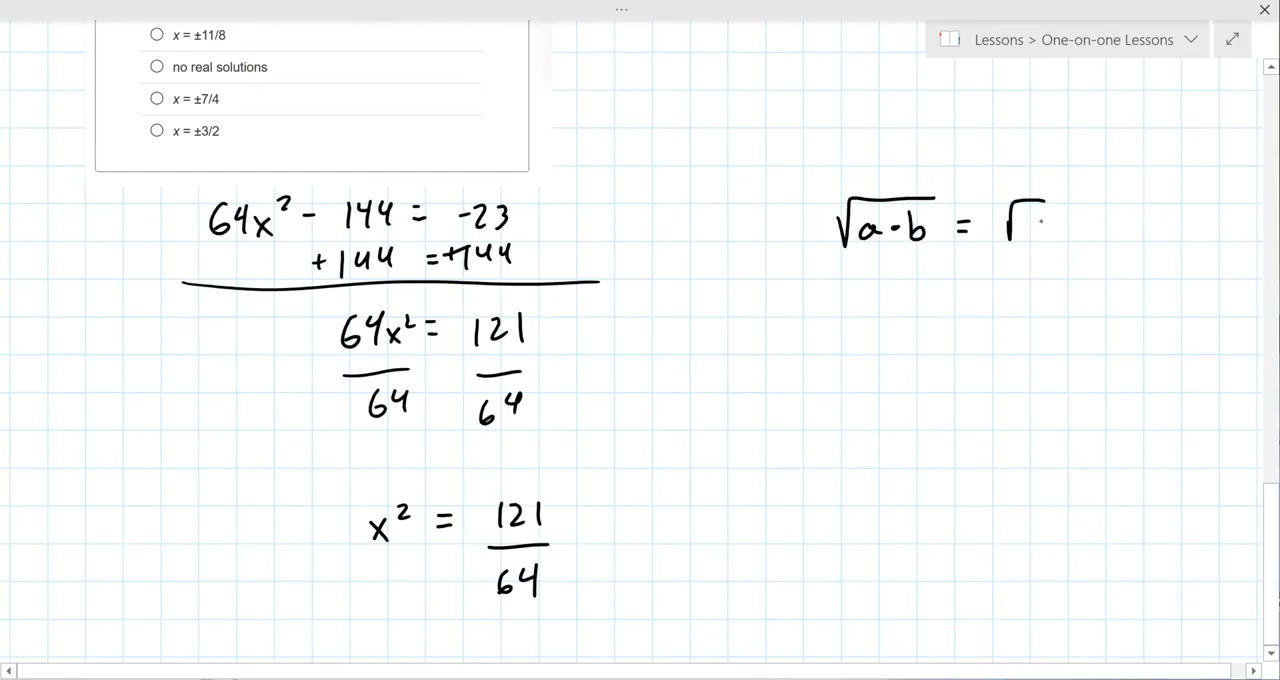 Lessons > One-on-one Lessons
x = ±11/8
no real solutions
x = ±7/4
x = ±3/2
64x² - 144 = -23
+144 = +144
64x² = 121
64 64
x² = 121
64
√a·b = √